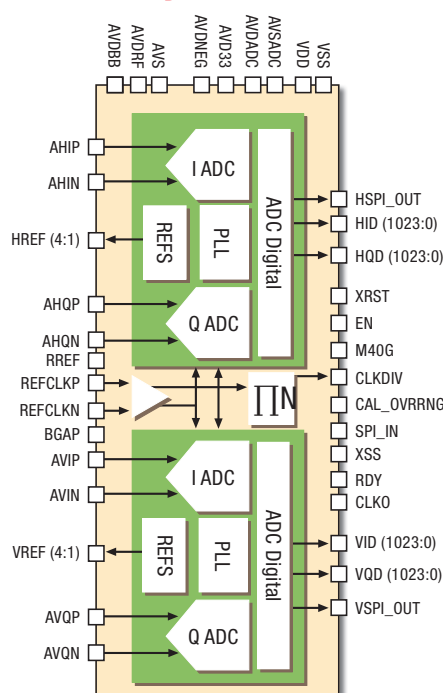 AVDBB
AVDRF
AVS
AVDNEG
AVD33
AVDADC
AVSADC
VDD
VSS
AHIP
AHIN
HREF (4:1)
AHQP
AHQN
RREF
REFCLKP
REFCLKN
BGAP
AVIP
AVIN
VREF (4:1)
AVQP
AVQN
I ADC
REFS
PLL
ADC Digital
Q ADC
∏N
I ADC
REFS
PLL
ADC Digital
Q ADC
HSPI_OUT
HID (1023:0)
HQD (1023:0)
XRST
EN
M40G
CLKDIV
CAL_OVRRNG
SPI_IN
XSS
RDY
CLKO
VID (1023:0)
VQD (1023:0)
VSPI_OUT